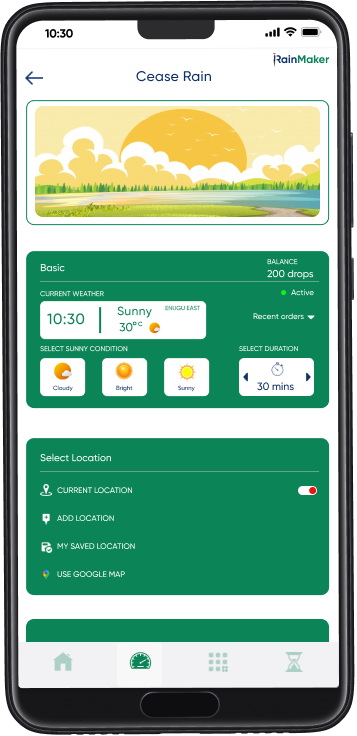 10:30
RainMaker
Cease Rain
Basic
BALANCE
200 drops
CURRENT WEATHER
Active
10:30
Sunny
ENUGU EAST
30°C
Recent orders
SELECT SUNNY CONDITION
SELECT DURATION
Cloudy
Bright
Sunny
30 mins
Select Location
CURRENT LOCATION
ADD LOCATION
MY SAVED LOCATION
USE GOOGLE MAP